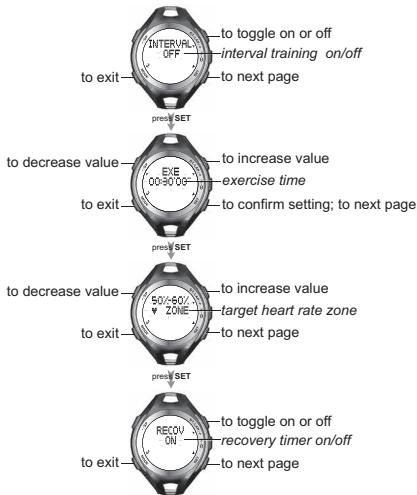 to toggle on or off
INTERVAL
OFF
interval training on/off
to exit
to next page
press SET
to decrease value
to increase value
EXE
00:30'00"
exercise time
to exit
to confirm setting; to next page
press SET
to decrease value
to increase value
50%-60%
♥ ZONE
target heart rate zone
to exit
to next page
press SET
to toggle on or off
RECOV
ON
recovery timer on/off
to exit
to next page